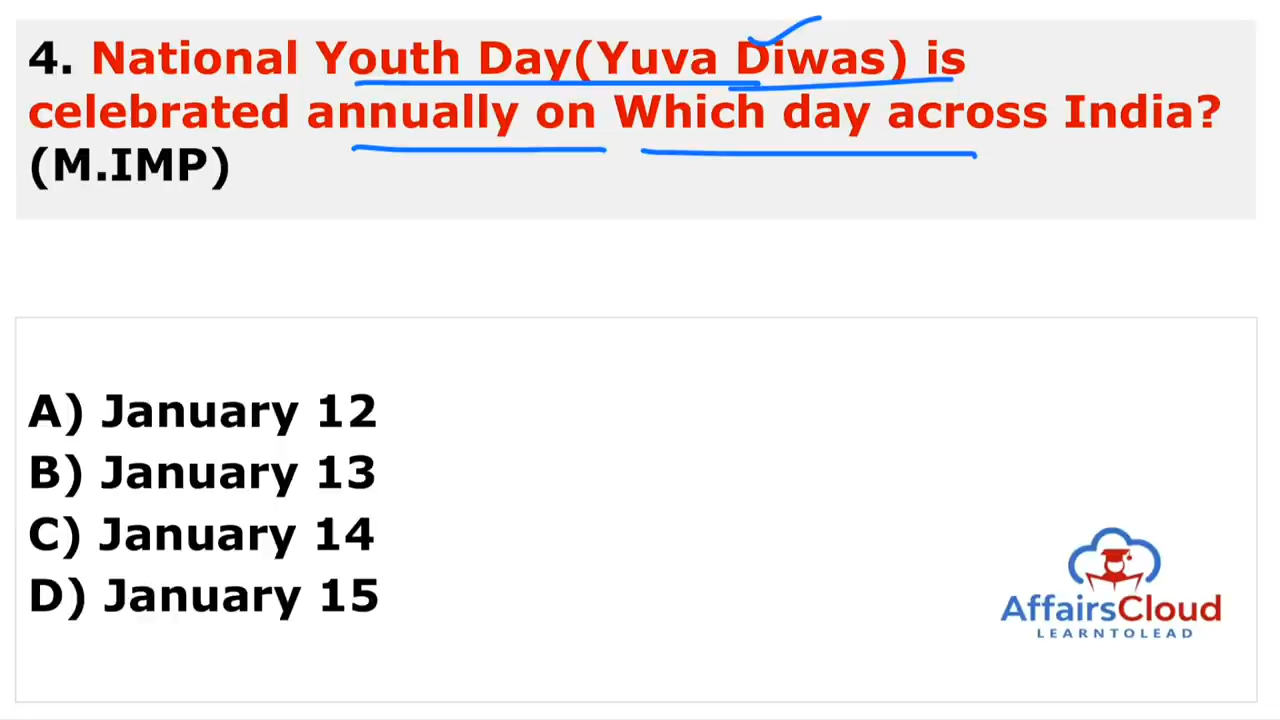 4. National Youth Day(Yuva Diwas) is
celebrated annually on Which day across India?
(M.IMP)
A) January 12
B) January 13
C) January 14
D) January 15
AffairsCloud
LEARNTOLEAD